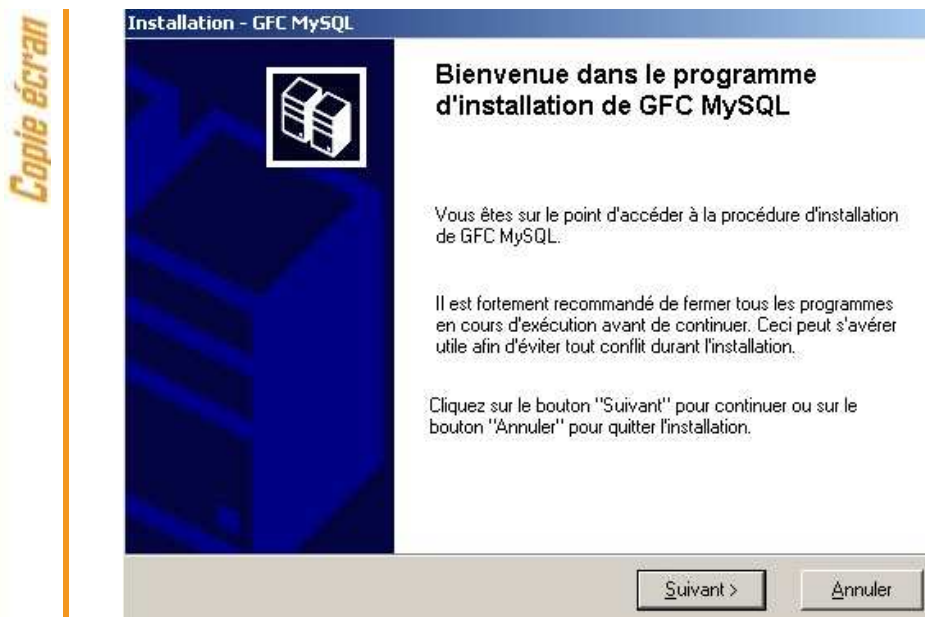 Copie écran
Installation - GFC MySQL
Bienvenue dans le programme
d'installation de GFC MySQL
Vous êtes sur le point d'accéder à la procédure d'installation
de GFC MySQL.
Il est fortement recommandé de fermer tous les programmes
en cours d'exécution avant de continuer. Ceci peut s'avérer
utile afin d'éviter tout conflit durant l'installation.
Cliquez sur le bouton "Suivant" pour continuer ou sur le
bouton "Annuler" pour quitter l'installation.
Suivant >
Annuler